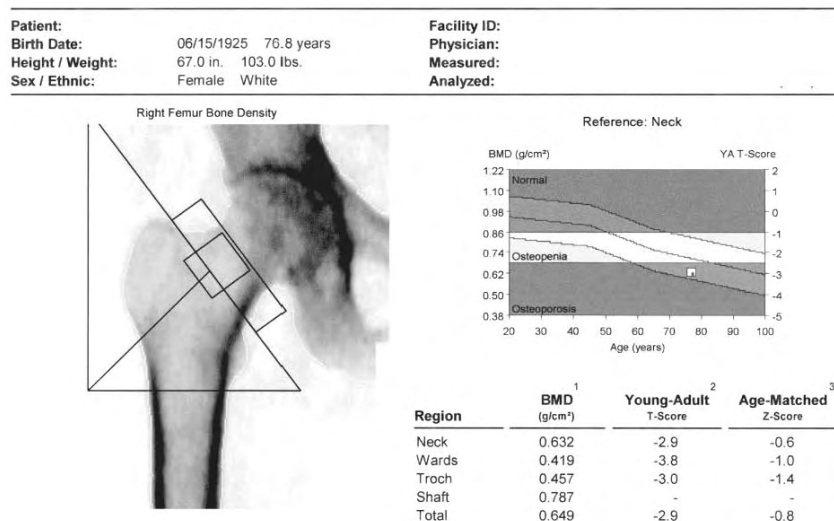 Patient:
Birth Date: 06/15/1925 76.8 years
Height / Weight: 67.0 in. 103.0 lbs.
Sex / Ethnic: Female White
Facility ID:
Physician:
Measured:
Analyzed:
Right Femur Bone Density
Reference: Neck
BMD (g/cm²) YA T-Score
1.22 2
1.10 1
0.98 0
0.86 -1
0.74 -2
0.62 -3
0.50 -4
0.38 -5
Normal
Osteopenia
Osteoporosis
20 30 40 50 60 70 80 90 100
Age (years)
1 2 3
BMD Young-Adult Age-Matched
Region (g/cm²) T-Score Z-Score
Neck 0.632 -2.9 -0.6
Wards 0.419 -3.8 -1.0
Troch 0.457 -3.0 -1.4
Shaft 0.787 - -
Total 0.649 -2.9 -0.8